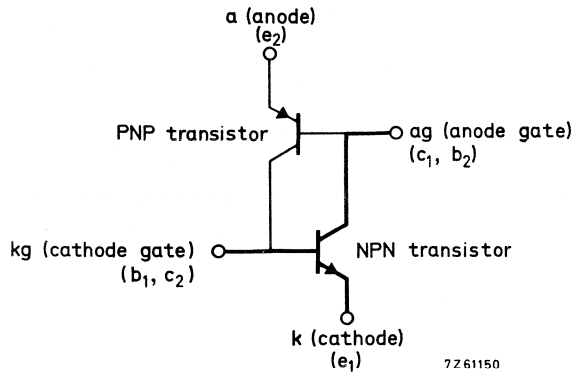 a (anode)
(e₂)
PNP transistor
ag (anode gate)
(c₁, b₂)
kg (cathode gate)
(b₁, c₂)
NPN transistor
k (cathode)
(e₁)
7Z61150